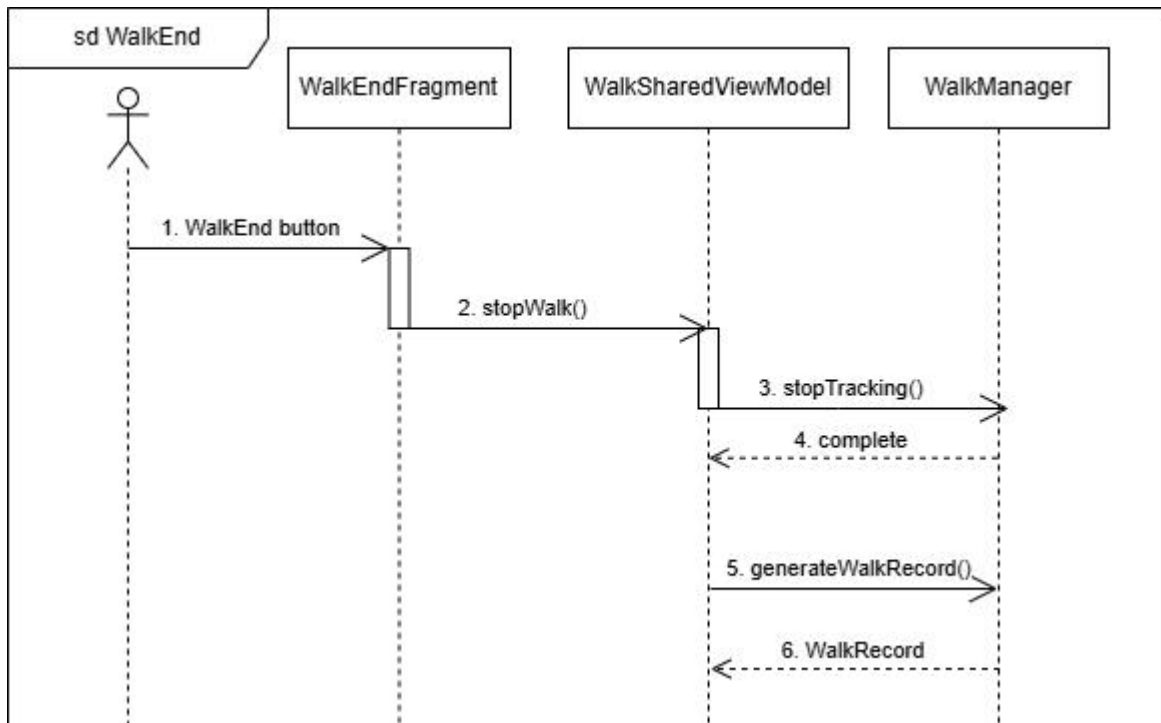 sd WalkEnd
WalkEndFragment
WalkSharedViewModel
WalkManager
1. WalkEnd button
2. stopWalk()
3. stopTracking()
4. complete
5. generateWalkRecord()
6. WalkRecord